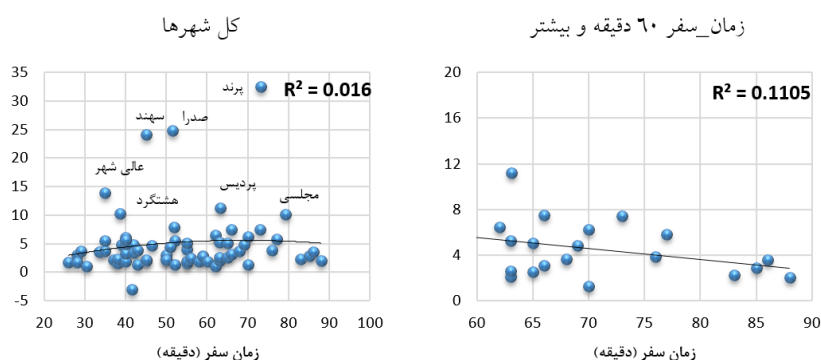 کل شهرها
R² = 0.016
پرند
سهند
صدرا
عالی شهر
هشتگرد
پردیس
مجلسی
35
30
25
20
15
10
5
0
-5
20 30 40 50 60 70 80 90 100
زمان سفر (دقیقه)
زمان_سفر ٦٠ دقیقه و بیشتر
R² = 0.1105
20
16
12
8
4
0
60 65 70 75 80 85 90
زمان سفر (دقیقه)